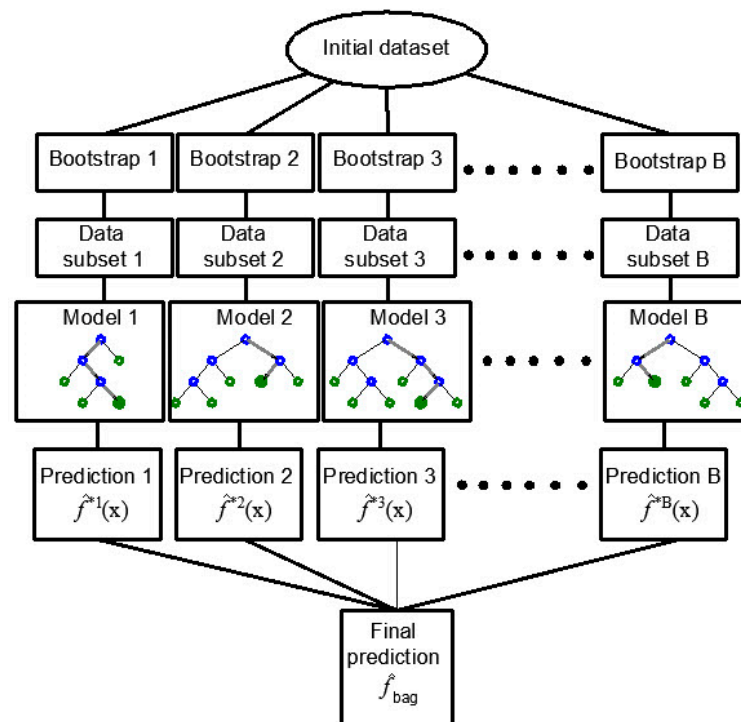 Initial dataset
Bootstrap 1
Bootstrap 2
Bootstrap 3
Bootstrap B
Data
subset 1
Data
subset 2
Data
subset 3
Data
subset B
Model 1
Model 2
Model 3
Model B
Prediction 1
f̂*1(x)
Prediction 2
f̂*2(x)
Prediction 3
f̂*3(x)
Prediction B
f̂*B(x)
Final
prediction
f̂bag